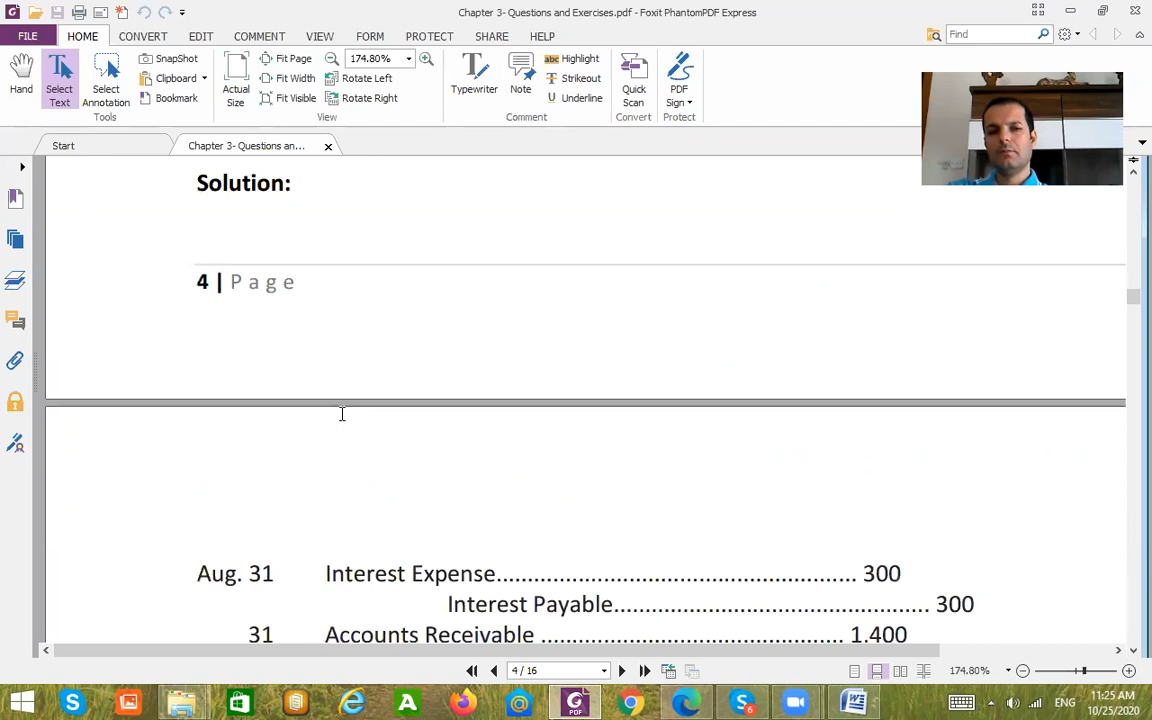 Chapter 3- Questions and Exercises.pdf - Foxit PhantomPDF Express
FILE
HOME
CONVERT
EDIT
COMMENT
VIEW
FORM
PROTECT
SHARE
HELP
Find
Hand
Select Text
Select Annotation
SnapShot
Clipboard
Bookmark
Tools
Actual Size
Fit Page
Fit Width
Fit Visible
174.80%
Rotate Left
Rotate Right
View
Typewriter
Note
Highlight
Strikeout
Underline
Comment
Quick Scan
Convert
PDF Sign
Protect
Start
Chapter 3- Questions an...
Solution:
4 | Page
Aug. 31 Interest Expense.......................................................... 300
Interest Payable................................................... 300
31 Accounts Receivable ................................................. 1.400
4 / 16
174.80%
ENG
11:25 AM
10/25/2020